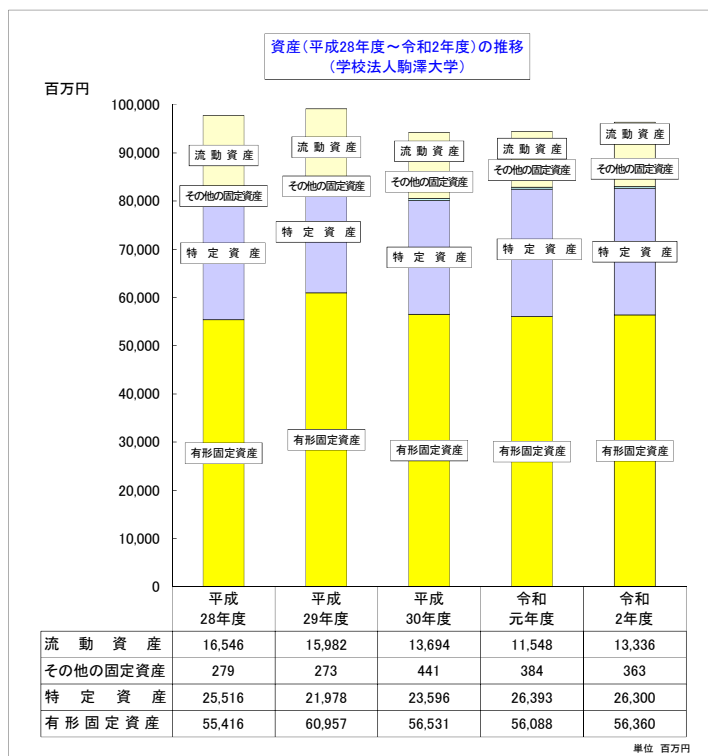 資産(平成28年度～令和2年度)の推移
(学校法人駒澤大学)
百万円
100,000
90,000
80,000
70,000
60,000
50,000
40,000
30,000
20,000
10,000
0
流動資産
その他の固定資産
特定資産
有形固定資産
流動資産
その他の固定資産
特定資産
有形固定資産
流動資産
その他の固定資産
特定資産
有形固定資産
流動資産
その他の固定資産
特定資産
有形固定資産
流動資産
その他の固定資産
特定資産
有形固定資産
平成 平成 平成 令和 令和
28年度 29年度 30年度 元年度 2年度
流動資産 16,546 15,982 13,694 11,548 13,336
その他の固定資産 279 273 441 384 363
特定資産 25,516 21,978 23,596 26,393 26,300
有形固定資産 55,416 60,957 56,531 56,088 56,360
単位 百万円